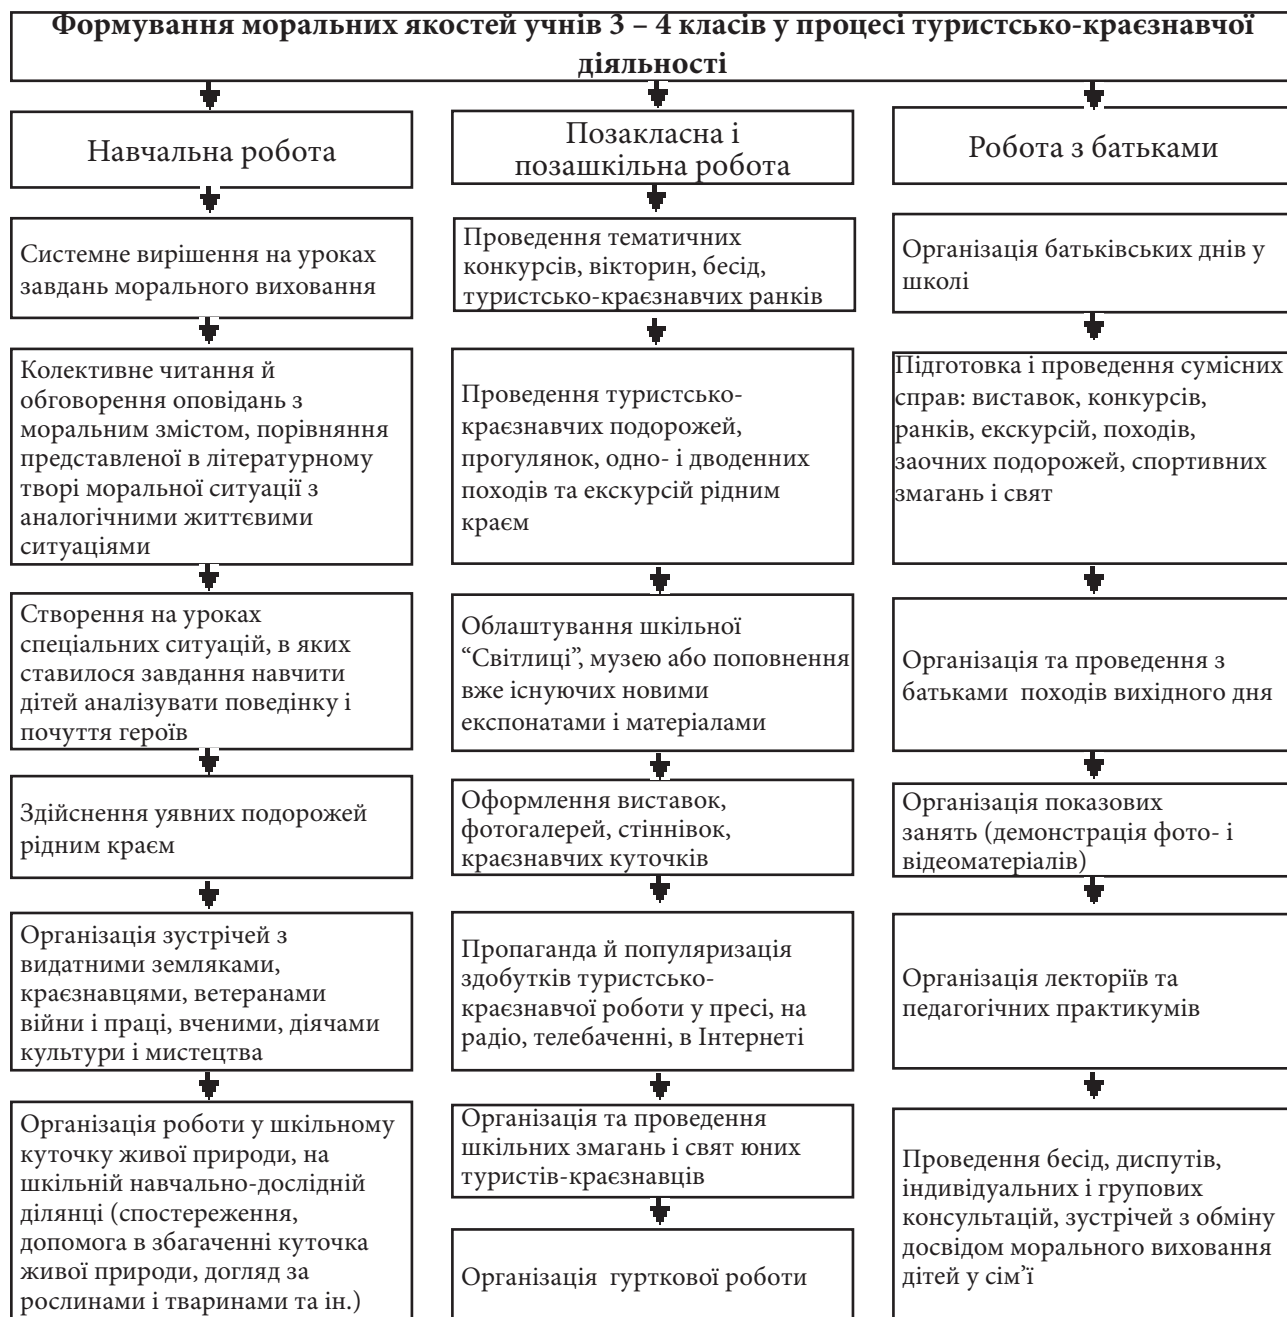 Формування моральних якостей учнів 3 – 4 класів у процесі туристсько-краєзнавчої
діяльності
Навчальна робота
Системне вирішення на уроках
завдань морального виховання
Колективне читання й
обговорення оповідань з
моральним змістом, порівняння
представленої в літературному
творі моральної ситуації з
аналогічними життєвими
ситуаціями
Створення на уроках
спеціальних ситуацій, в яких
ставилося завдання навчити
дітей аналізувати поведінку і
почуття героїв
Здійснення уявних подорожей
рідним краєм
Організація зустрічей з
видатними земляками,
краєзнавцями, ветеранами
війни і праці, вченими, діячами
культури і мистецтва
Організація роботи у шкільному
куточку живої природи, на
шкільній навчально-дослідній
ділянці (спостереження,
допомога в збагаченні куточка
живої природи, догляд за
рослинами і тваринами та ін.)
Позакласна і
позашкільна робота
Проведення тематичних
конкурсів, вікторин, бесід,
туристсько-краєзнавчих ранків
Проведення туристсько-
краєзнавчих подорожей,
прогулянок, одно- і дводенних
походів та екскурсій рідним
краєм
Облаштування шкільної
“Світлиці”, музею або поповнення
вже існуючих новими
експонатами і матеріалами
Оформлення виставок,
фотогалерей, стіннівок,
краєзнавчих куточків
Пропаганда й популяризація
здобутків туристсько-
краєзнавчої роботи у пресі, на
радіо, телебаченні, в Інтернеті
Організація та проведення
шкільних змагань і свят юних
туристів-краєзнавців
Організація гурткової роботи
Робота з батьками
Організація батьківських днів у
школі
Підготовка і проведення сумісних
справ: виставок, конкурсів,
ранків, екскурсій, походів,
заочних подорожей, спортивних
змагань і свят
Організація та проведення з
батьками походів вихідного дня
Організація показових
занять (демонстрація фото- і
відеоматеріалів)
Організація лекторіїв та
педагогічних практикумів
Проведення бесід, диспутів,
індивідуальних і групових
консультацій, зустрічей з обміну
досвідом морального виховання
дітей у сім’ї